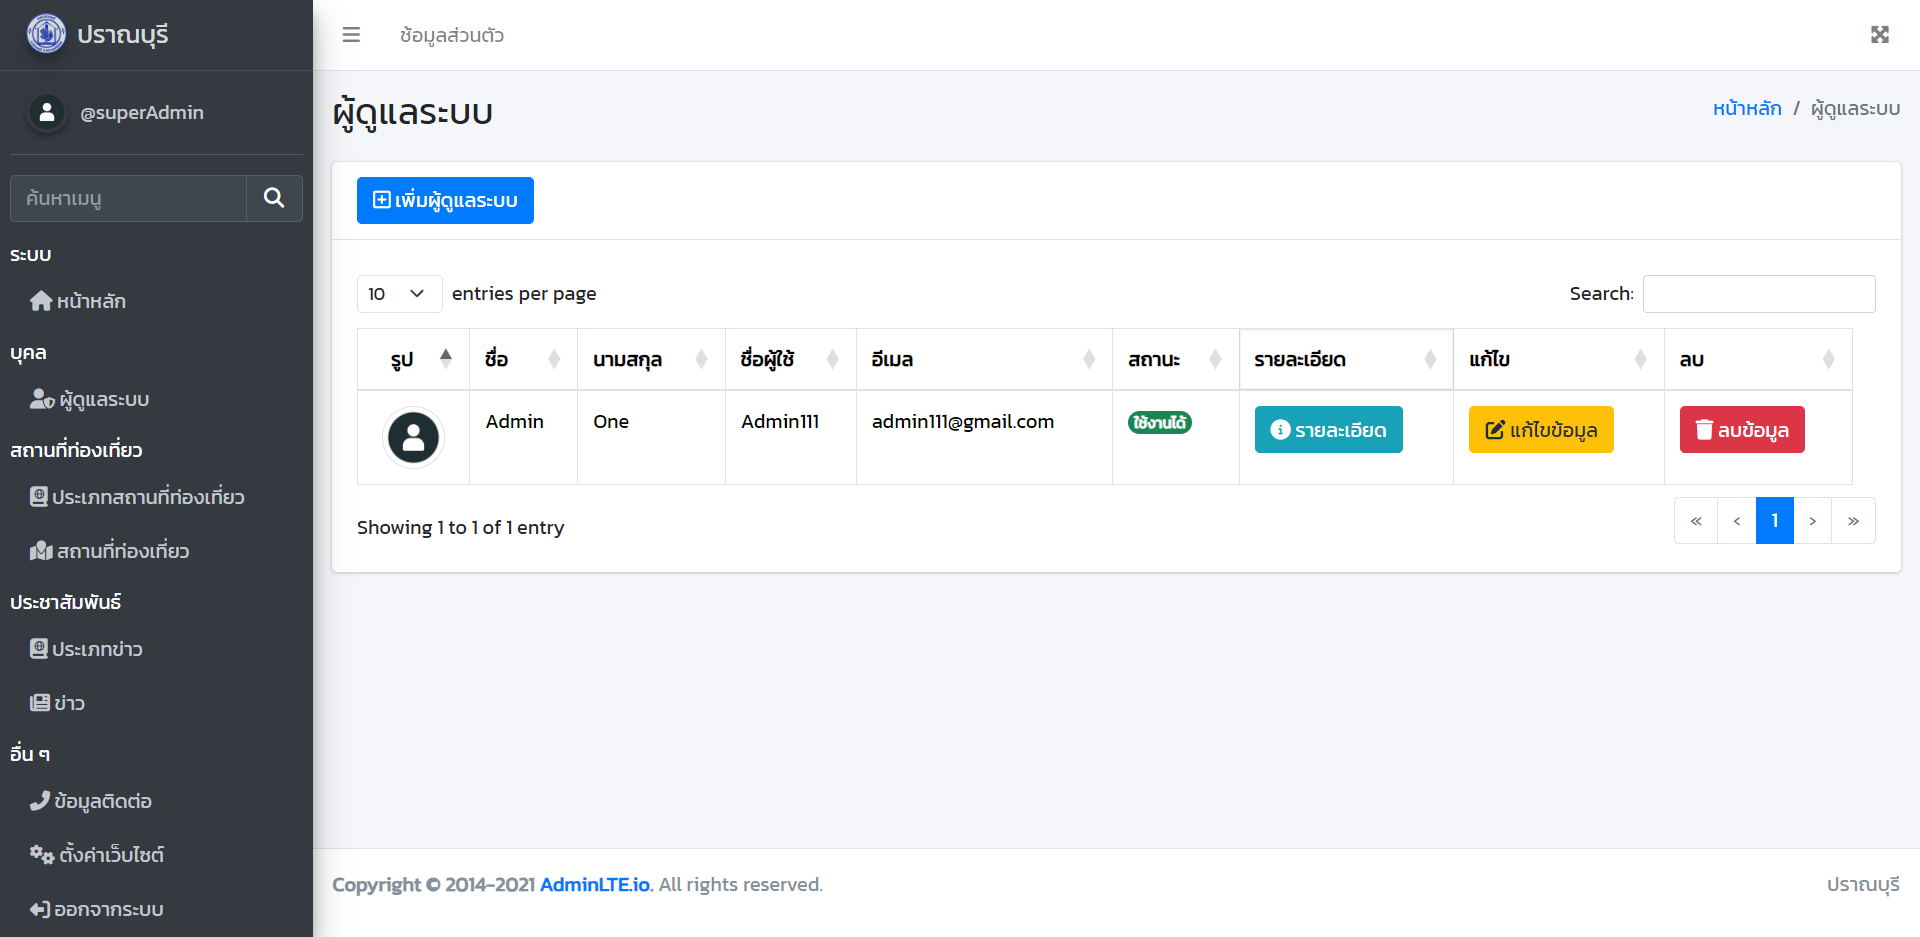 ปราณบุรี
ข้อมูลส่วนตัว
@superAdmin
ค้นหาเมนู
ระบบ
หน้าหลัก
บุคล
ผู้ดูแลระบบ
สถานที่ท่องเที่ยว
ประเภทสถานที่ท่องเที่ยว
สถานที่ท่องเที่ยว
ประชาสัมพันธ์
ประเภทข่าว
ข่าว
อื่น ๆ
ข้อมูลติดต่อ
ตั้งค่าเว็บไซต์
ออกจากระบบ
ผู้ดูแลระบบ
หน้าหลัก / ผู้ดูแลระบบ
เพิ่มผู้ดูแลระบบ
10 entries per page
Search:
รูป ชื่อ นามสกุล ชื่อผู้ใช้ อีเมล สถานะ รายละเอียด แก้ไข ลบ
Admin One Admin111 admin111@gmail.com ใช้งานได้ รายละเอียด แก้ไขข้อมูล ลบข้อมูล
Showing 1 to 1 of 1 entry
« ‹ 1 › »
Copyright © 2014-2021 AdminLTE.io. All rights reserved.
ปราณบุรี